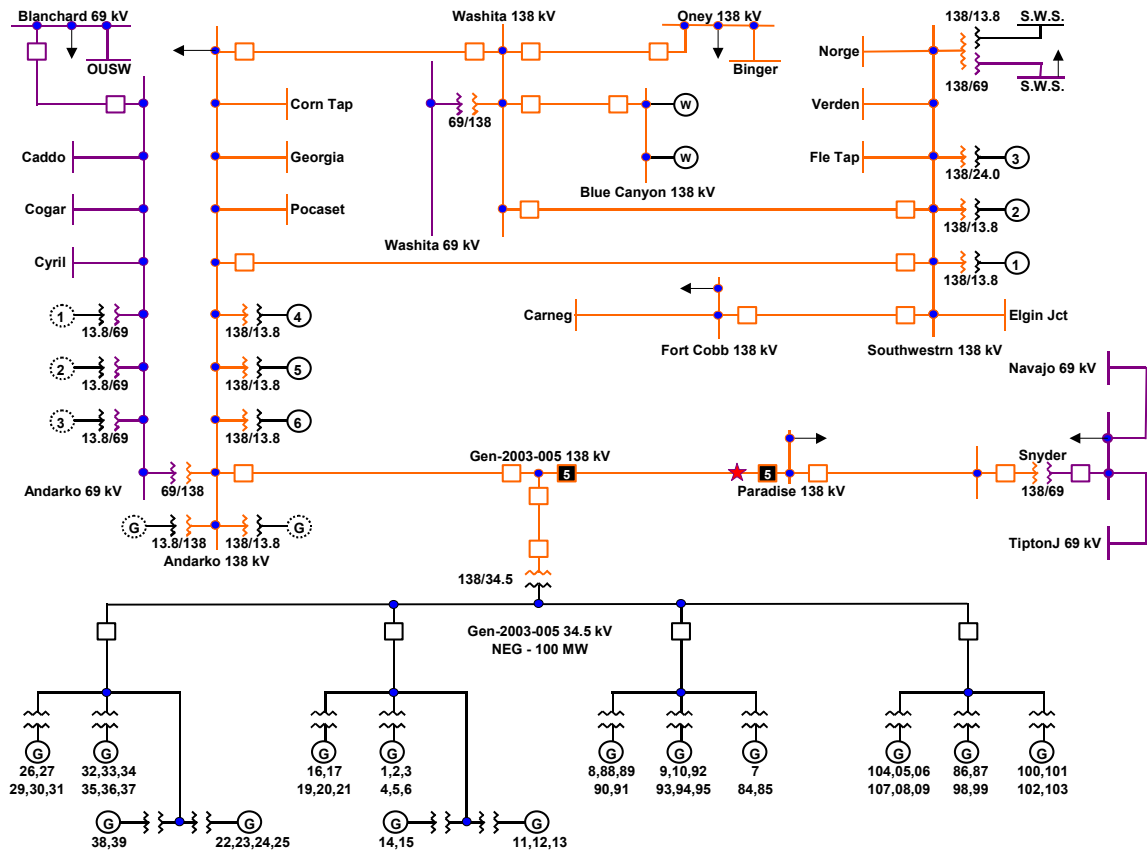 Blanchard 69 kV
Washita 138 kV
Oney 138 kV
138/13.8
S.W.S.
OUSW
Binger
Norge
138/69
S.W.S.
Corn Tap
69/138
W
Verden
Caddo
Georgia
W
Fle Tap
3
138/24.0
Blue Canyon 138 kV
Cogar
Pocaset
2
138/13.8
Washita 69 kV
Cyril
1
138/13.8
1
13.8/69
4
138/13.8
Carneg
Elgin Jct
Fort Cobb 138 kV
Southwestrn 138 kV
2
13.8/69
5
138/13.8
Navajo 69 kV
3
13.8/69
6
138/13.8
Gen-2003-005 138 kV
Snyder
5
5
Andarko 69 kV
69/138
Paradise 138 kV
138/69
G
G
13.8/138
138/13.8
Andarko 138 kV
TiptonJ 69 kV
138/34.5
Gen-2003-005 34.5 kV
NEG - 100 MW
G
G
G
G
G
G
G
G
G
G
26,27
29,30,31
32,33,34
35,36,37
16,17
19,20,21
1,2,3
4,5,6
8,88,89
90,91
9,10,92
93,94,95
7
84,85
104,05,06
107,08,09
86,87
98,99
100,101
102,103
G
G
G
G
38,39
22,23,24,25
14,15
11,12,13